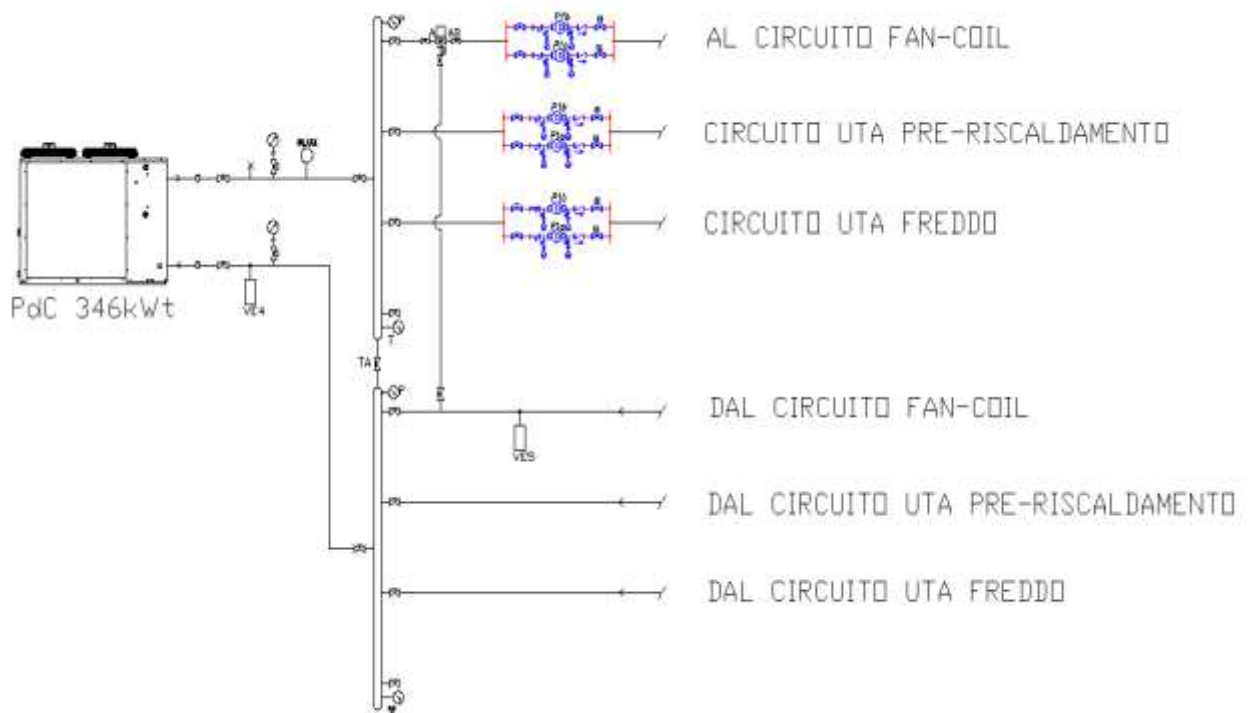 AL CIRCUITO FAN-COIL
CIRCUITO UTA PRE-RISCALDAMENTO
CIRCUITO UTA FREDDO
PdC 346kWt
VE4
TA
DAL CIRCUITO FAN-COIL
VE5
DAL CIRCUITO UTA PRE-RISCALDAMENTO
DAL CIRCUITO UTA FREDDO